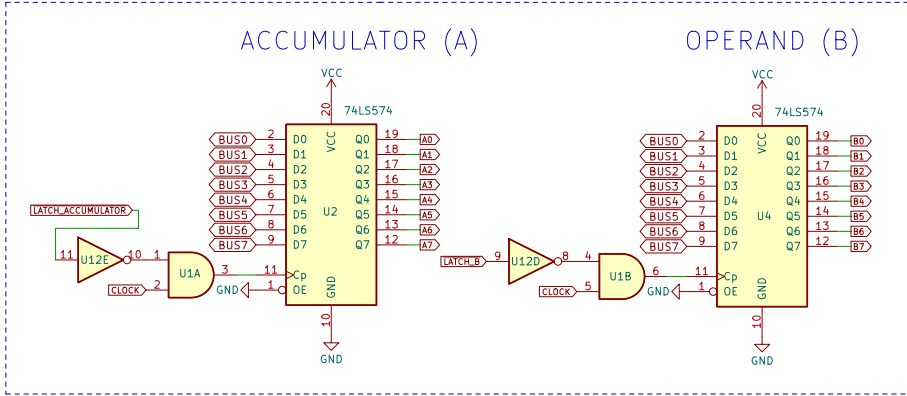 ACCUMULATOR (A)
OPERAND (B)
VCC
20
74LS574
VCC
BUS0 2 D0 Q0 19 A0
BUS1 3 D1 Q1 18 A1
BUS2 4 D2 Q2 17 A2
BUS3 5 D3 Q3 16 A3
BUS4 6 D4 Q4 15 A4
BUS5 7 D5 Q5 14 A5
BUS6 8 D6 Q6 13 A6
BUS7 9 D7 Q7 12 A7
U2
LATCH_ACCUMULATOR
11 U12E 10
1 U1A 3
CLOCK 2
11 Cp
GND 1 OE
GND
10
GND
VCC
20
74LS574
VCC
BUS0 2 D0 Q0 19 B0
BUS1 3 D1 Q1 18 B1
BUS2 4 D2 Q2 17 B2
BUS3 5 D3 Q3 16 B3
BUS4 6 D4 Q4 15 B4
BUS5 7 D5 Q5 14 B5
BUS6 8 D6 Q6 13 B6
BUS7 9 D7 Q7 12 B7
U4
LATCH_B 9 U12D 8
4 U1B 6
CLOCK 5
11 Cp
GND 1 OE
GND
10
GND